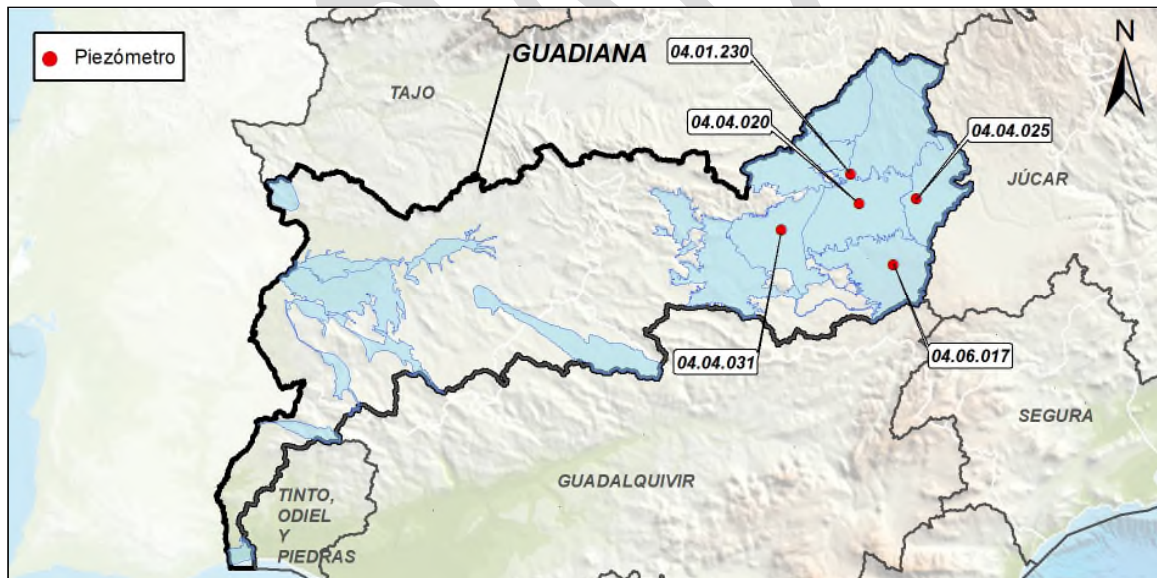 Piezómetro
GUADIANA
04.01.230
N
TAJO
04.04.020
04.04.025
JÚCAR
04.04.031
04.06.017
SEGURA
GUADALQUIVIR
TINTO,
ODIEL
Y
PIEDRAS